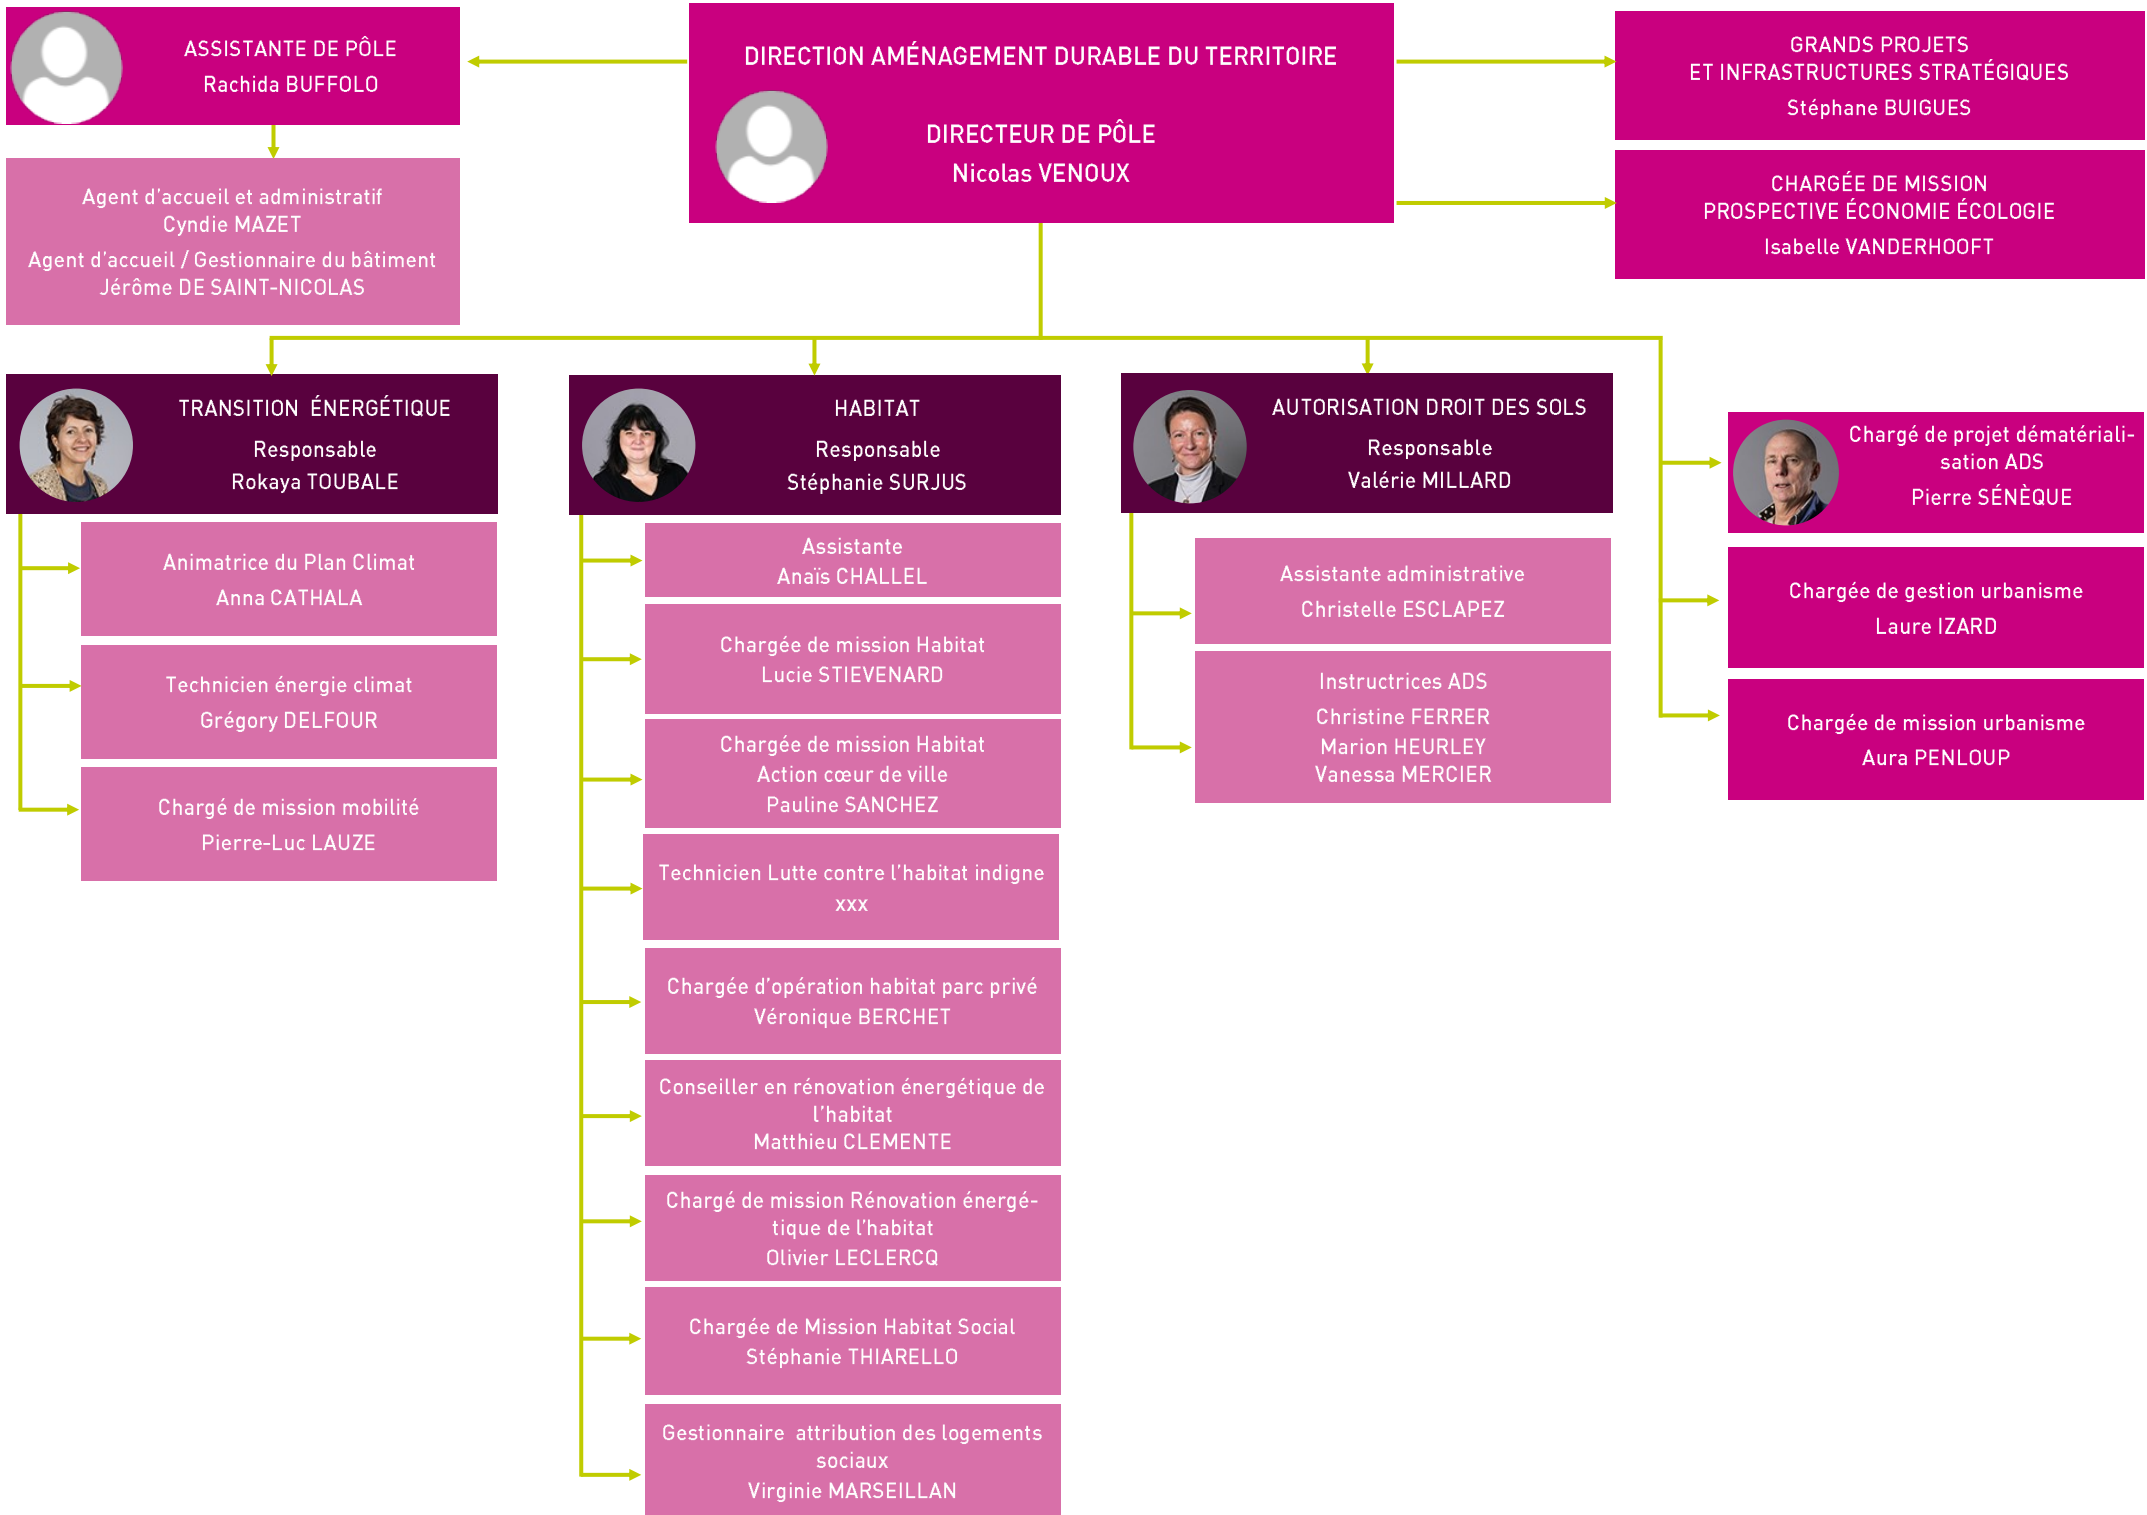 ASSISTANTE DE PÔLE
Rachida BUFFOLO
DIRECTION AMÉNAGEMENT DURABLE DU TERRITOIRE
DIRECTEUR DE PÔLE
Nicolas VENOUX
GRANDS PROJETS
ET INFRASTRUCTURES STRATÉGIQUES
Stéphane BUIGUES
CHARGÉE DE MISSION
PROSPECTIVE ÉCONOMIE ÉCOLOGIE
Isabelle VANDERHOOFT
Agent d’accueil et administratif
Cyndie MAZET
Agent d’accueil / Gestionnaire du bâtiment
Jérôme DE SAINT-NICOLAS
TRANSITION ÉNERGÉTIQUE
Responsable
Rokaya TOUBALE
Animatrice du Plan Climat
Anna CATHALA
Technicien énergie climat
Grégory DELFOUR
Chargé de mission mobilité
Pierre-Luc LAUZE
HABITAT
Responsable
Stéphanie SURJUS
Assistante
Anaïs CHALLEL
Chargée de mission Habitat
Lucie STIEVENARD
Chargée de mission Habitat
Action cœur de ville
Pauline SANCHEZ
Technicien Lutte contre l’habitat indigne
xxx
Chargée d’opération habitat parc privé
Véronique BERCHET
Conseiller en rénovation énergétique de
l’habitat
Matthieu CLEMENTE
Chargé de mission Rénovation énergé-
tique de l’habitat
Olivier LECLERCQ
Chargée de Mission Habitat Social
Stéphanie THIARELLO
Gestionnaire attribution des logements
sociaux
Virginie MARSEILLAN
AUTORISATION DROIT DES SOLS
Responsable
Valérie MILLARD
Assistante administrative
Christelle ESCLAPEZ
Instructrices ADS
Christine FERRER
Marion HEURLEY
Vanessa MERCIER
Chargé de projet dématériali-
sation ADS
Pierre SÉNÈQUE
Chargée de gestion urbanisme
Laure IZARD
Chargée de mission urbanisme
Aura PENLOUP